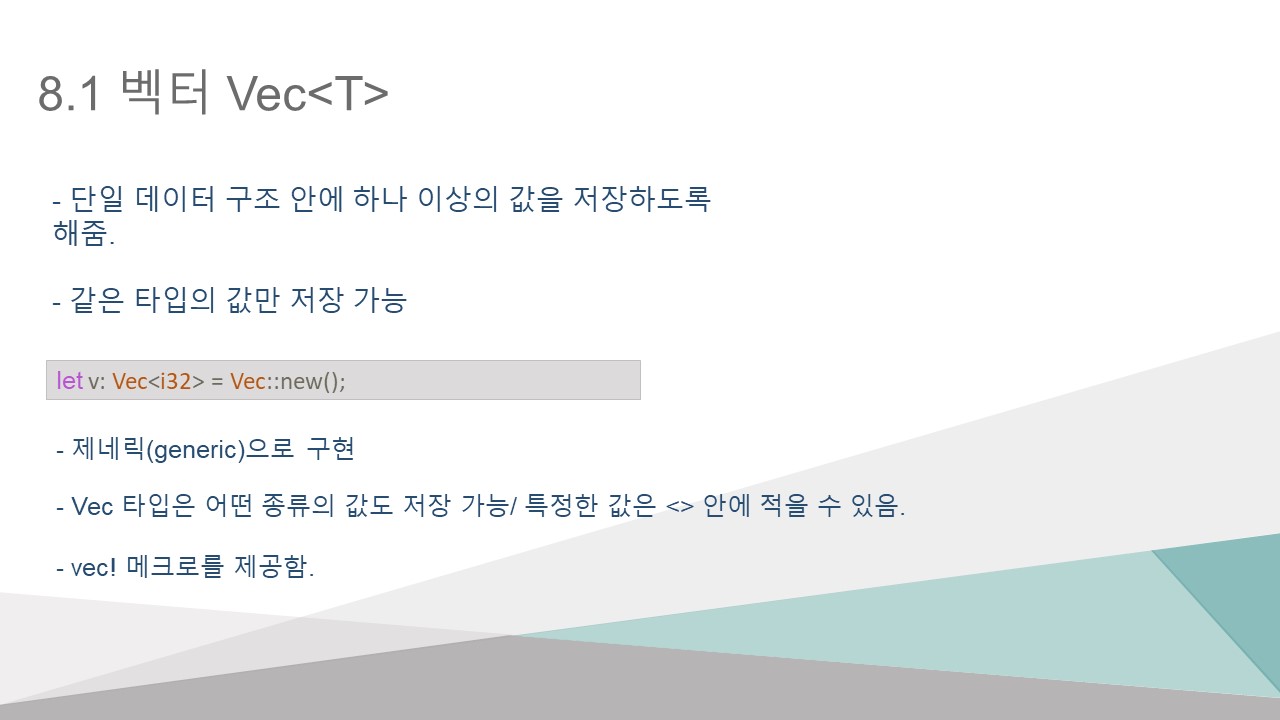 8.1 벡터 Vec<T>
- 단일 데이터 구조 안에 하나 이상의 값을 저장하도록
해줌.
- 같은 타입의 값만 저장 가능
let v: Vec<i32> = Vec::new();
- 제네릭(generic)으로 구현
- Vec 타입은 어떤 종류의 값도 저장 가능/ 특정한 값은 <> 안에 적을 수 있음.
- vec! 메크로를 제공함.